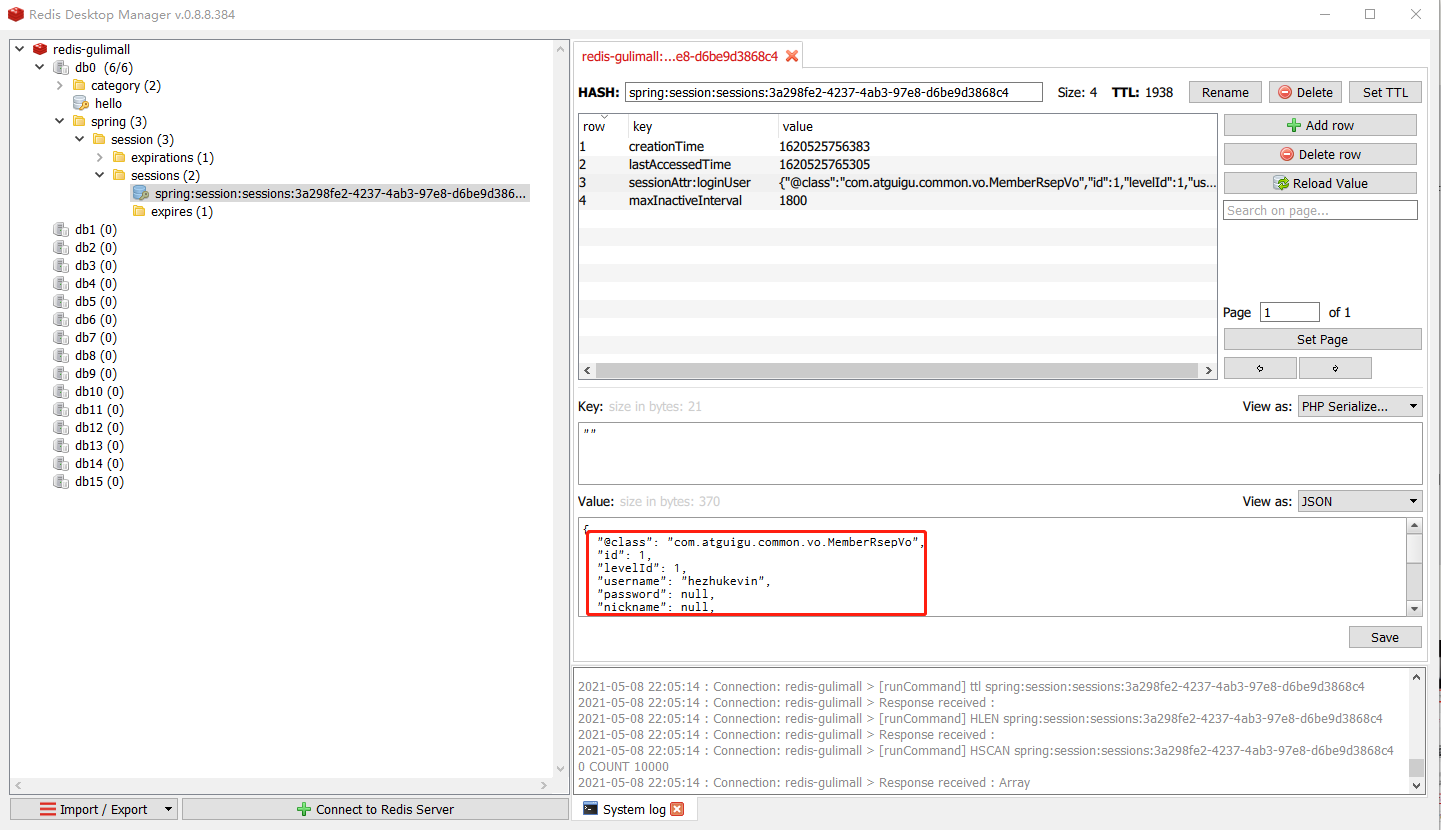 Redis Desktop Manager v.0.8.8.384
redis-gulimall
db0 (6/6)
category (2)
hello
spring (3)
session (3)
expirations (1)
sessions (2)
spring:session:sessions:3a298fe2-4237-4ab3-97e8-d6be9d386...
expires (1)
db1 (0)
db2 (0)
db3 (0)
db4 (0)
db5 (0)
db6 (0)
db7 (0)
db8 (0)
db9 (0)
db10 (0)
db11 (0)
db12 (0)
db13 (0)
db14 (0)
db15 (0)
Import / Export
Connect to Redis Server
redis-gulimall:...e8-d6be9d3868c4
HASH: spring:session:sessions:3a298fe2-4237-4ab3-97e8-d6be9d3868c4 Size: 4 TTL: 1938 Rename Delete Set TTL
row key value
1 creationTime 1620525756383
2 lastAccessedTime 1620525765305
3 sessionAttr:loginUser {"@class":"com.atguigu.common.vo.MemberRsepVo","id":1,"levelId":1,"us...
4 maxInactiveInterval 1800
Add row
Delete row
Reload Value
Search on page...
Page 1 of 1
Set Page
Key: size in bytes: 21 View as: PHP Serialize...
""
Value: size in bytes: 370 View as: JSON
{
"@class": "com.atguigu.common.vo.MemberRsepVo",
"id": 1,
"levelId": 1,
"username": "hezhukevin",
"password": null,
"nickname": null,
Save
2021-05-08 22:05:14 : Connection: redis-gulimall > [runCommand] ttl spring:session:sessions:3a298fe2-4237-4ab3-97e8-d6be9d3868c4
2021-05-08 22:05:14 : Connection: redis-gulimall > Response received :
2021-05-08 22:05:14 : Connection: redis-gulimall > [runCommand] HLEN spring:session:sessions:3a298fe2-4237-4ab3-97e8-d6be9d3868c4
2021-05-08 22:05:14 : Connection: redis-gulimall > Response received :
2021-05-08 22:05:14 : Connection: redis-gulimall > [runCommand] HSCAN spring:session:sessions:3a298fe2-4237-4ab3-97e8-d6be9d3868c4
0 COUNT 10000
2021-05-08 22:05:14 : Connection: redis-gulimall > Response received : Array
System log